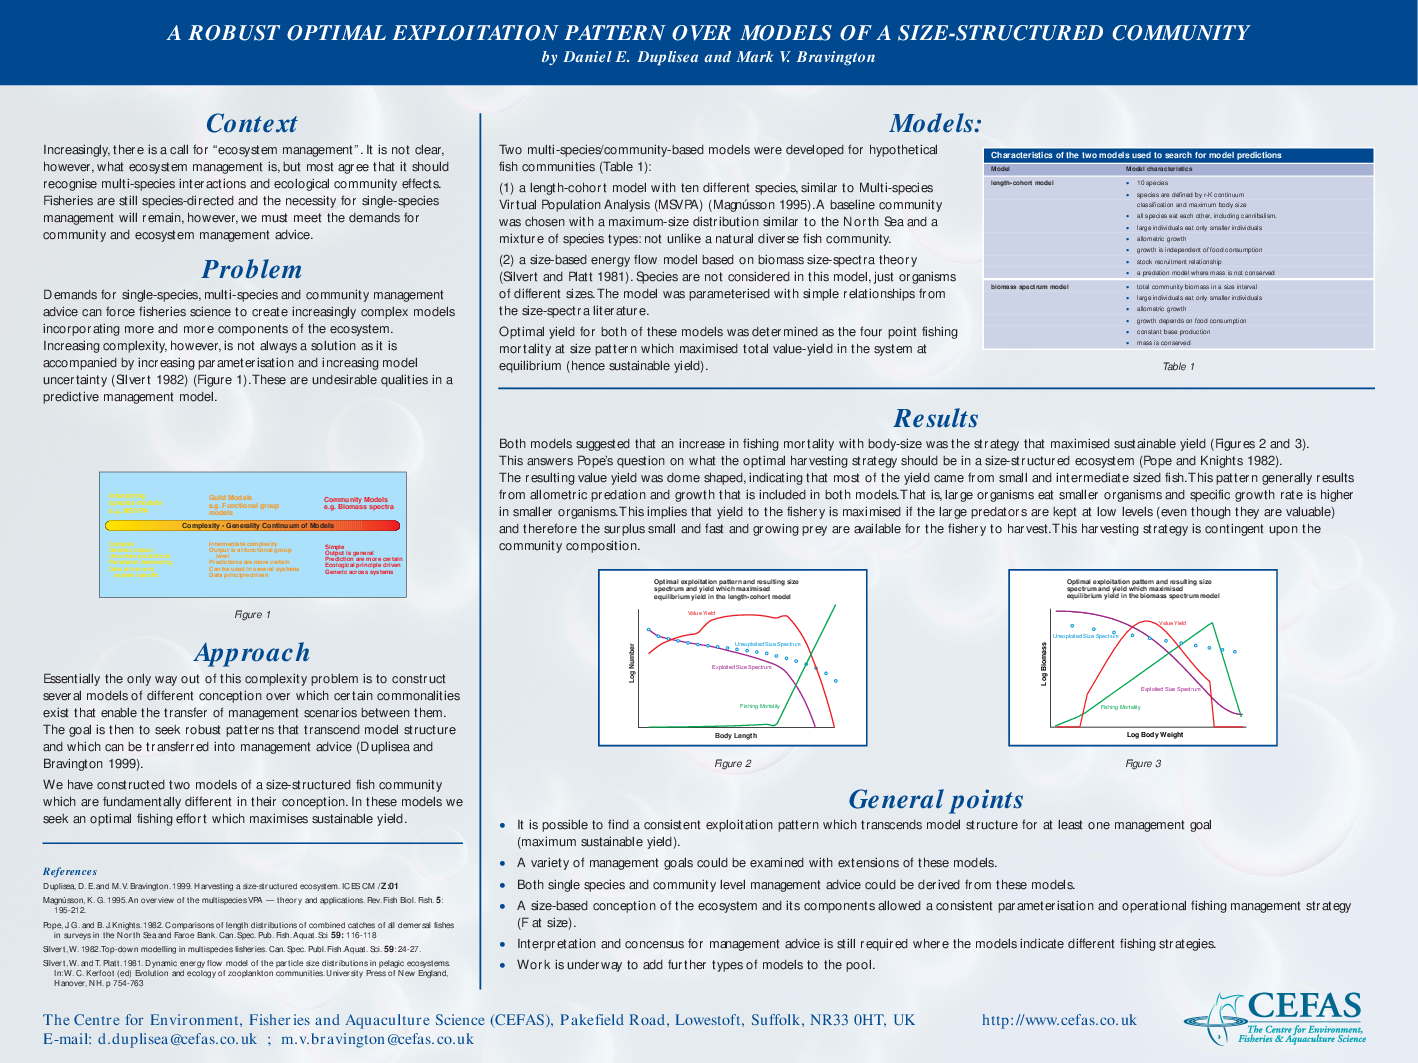 A ROBUST OPTIMAL EXPLOITATION PATTERN OVER MODELS OF A SIZE-STRUCTURED COMMUNITY
by Daniel E. Duplisea and Mark V. Bravington
Context
Increasingly, there is a call for “ecosystem management”. It is not clear,
however, what ecosystem management is, but most agree that it should
recognise multi-species interactions and ecological community effects.
Fisheries are still species-directed and the necessity for single-species
management will remain, however, we must meet the demands for
community and ecosystem management advice.
Problem
Demands for single-species, multi-species and community management
advice can force fisheries science to create increasingly complex models
incorporating more and more components of the ecosystem.
Increasing complexity, however, is not always a solution as it is
accompanied by increasing parameterisation and increasing model
uncertainty (Silvert 1982) (Figure 1). These are undesirable qualities in a
predictive management model.
Guild Models
e.g. Functional group
models
Community Models
e.g. Biomass spectra
Complexity - Generality Continuum of Models
Intermediate complexity
Output is at functional group
level
Predictions are more certain
Can be used to several systems
Data principle driven
Simple
Output is general
Prediction are more certain
Ecological principle driven
Generic across systems
Figure 1
Approach
Essentially the only way out of this complexity problem is to construct
several models of different conception over which certain commonalities
exist that enable the transfer of management scenarios between them.
The goal is then to seek robust patterns that transcend model structure
and which can be transferred into management advice (Duplisea and
Bravington 1999).
We have constructed two models of a size-structured fish community
which are fundamentally different in their conception. In these models we
seek an optimal fishing effort which maximises sustainable yield.
References
Duplisea, D. E. and M. V. Bravington. 1999. Harvesting a size-structured ecosystem. ICES CM /Z:01
Magnússon, K. G. 1995. An overview of the multispecies VPA — theory and applications. Rev. Fish Biol. Fish. 5:
195-212.
Pope, J. G. and B. J. Knights. 1982. Comparisons of length distributions of combined catches of all demersal fishes
in surveys in the North Sea and Faroe Bank. Can. Spec. Pub. Fish. Aquat. Sci 59: 116-118
Silvert, W. 1982. Top-down modelling in multispecies fisheries. Can. Spec. Publ. Fish. Aquat. Sci. 59: 24-27.
Silvert, W. and T. Platt. 1981. Dynamic energy flow model of the particle size distributions in pelagic ecosystems.
In: W. C. Kerfoot (ed) Evolution and ecology of zooplankton communities. University Press of New England,
Hanover, N.H. p 754-763
Models:
Two multi-species/community-based models were developed for hypothetical
fish communities (Table 1):
(1) a length-cohort model with ten different species, similar to Multi-species
Virtual Population Analysis (MSVPA) (Magnússon 1995). A baseline community
was chosen with a maximum-size distribution similar to the North Sea and a
mixture of species types: not unlike a natural diverse fish community.
(2) a size-based energy flow model based on biomass size-spectra theory
(Silvert and Platt 1981). Species are not considered in this model, just organisms
of different sizes. The model was parameterised with simple relationships from
the size-spectra literature.
Optimal yield for both of these models was determined as the four point fishing
mortality at size pattern which maximised total value-yield in the system at
equilibrium (hence sustainable yield).
Characteristics of the two models used to search for model predictions
Model Model characteristics
length-cohort model • 10 species
• species are defined by r-K continuum
classification and maximum body size
• all species eat each other, including cannibalism.
• large individuals eat only smaller individuals
• allometric growth
• growth is independent of food consumption
• stock recruitment relationship
• a predation model where mass is not conserved
biomass spectrum model • total community biomass in a size interval
• large individuals eat only smaller individuals
• allometric growth
• growth depends on food consumption
• constant base production
• mass is conserved
Table 1
Results
Both models suggested that an increase in fishing mortality with body-size was the strategy that maximised sustainable yield (Figures 2 and 3).
This answers Pope's question on what the optimal harvesting strategy should be in a size-structured ecosystem (Pope and Knights 1982).
The resulting value yield was dome shaped, indicating that most of the yield came from small and intermediate sized fish. This pattern generally results
from allometric predation and growth that is included in both models. That is, large organisms eat smaller organisms and specific growth rate is higher
in smaller organisms. This implies that yield to the fishery is maximised if the large predators are kept at low levels (even though they are valuable)
and therefore the surplus small and fast and growing prey are available for the fishery to harvest. This harvesting strategy is contingent upon the
community composition.
Optimal exploitation pattern and resulting size
spectrum and yield which maximised
equilibrium yield in the length-cohort model
Value Yield
Unexploited Size Spectrum
Exploited Size Spectrum
Fishing Mortality
Log Number
Body Length
Figure 2
Optimal exploitation pattern and resulting size
spectrum and yield which maximised
equilibrium yield in the biomass spectrum model
Value Yield
Unexploited Size Spectrum
Exploited Size Spectrum
Fishing Mortality
Log Biomass
Log Body Weight
Figure 3
General points
• It is possible to find a consistent exploitation pattern which transcends model structure for at least one management goal
(maximum sustainable yield).
• A variety of management goals could be examined with extensions of these models.
• Both single species and community level management advice could be derived from these models.
• A size-based conception of the ecosystem and its components allowed a consistent parameterisation and operational fishing management strategy
(F at size).
• Interpretation and concensus for management advice is still required where the models indicate different fishing strategies.
• Work is underway to add further types of models to the pool.
The Centre for Environment, Fisheries and Aquaculture Science (CEFAS), Pakefield Road, Lowestoft, Suffolk, NR33 0HT, UK http://www.cefas.co.uk
E-mail: d.duplisea@cefas.co.uk ; m.v.bravington@cefas.co.uk
CEFAS
The Centre for Environment,
Fisheries & Aquaculture Science